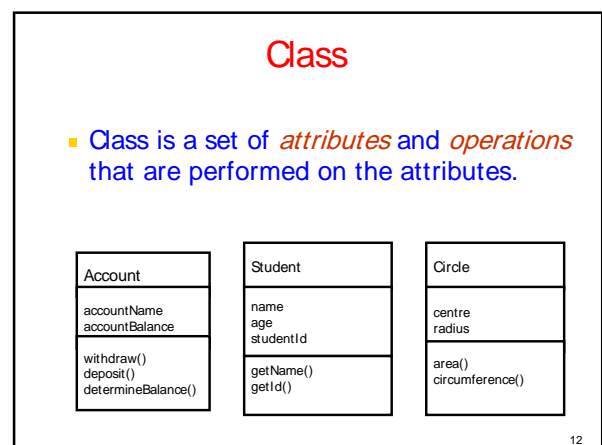 Class
Class is a set of attributes and operations
that are performed on the attributes.
Account
accountName
accountBalance
withdraw()
deposit()
determineBalance()
Student
name
age
studentId
getName()
getId()
Circle
centre
radius
area()
circumference()
12